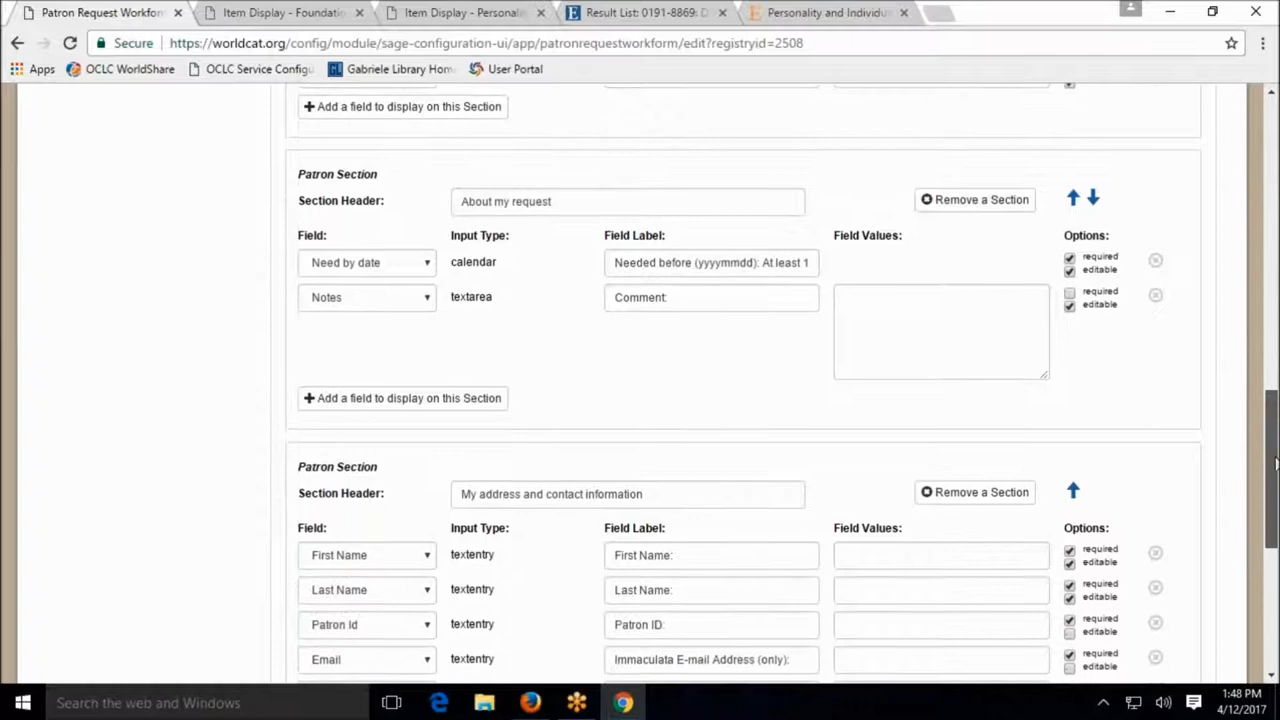 Patron Request Workform
Item Display - Foundatio
Item Display - Personalit
Result List: 0191-8869: D
Personality and Individu
Secure
https://worldcat.org/config/module/sage-configuration-ui/app/patronrequestworkform/edit?registryid=2508
Apps
OCLC WorldShare
OCLC Service Configu
Gabriele Library Hom
User Portal
Add a field to display on this Section
Patron Section
Section Header:
About my request
Remove a Section
Field:
Input Type:
Field Label:
Field Values:
Options:
Need by date
calendar
Needed before (yyyymmdd): At least 1
required
editable
Notes
textarea
Comment:
required
editable
Add a field to display on this Section
Patron Section
Section Header:
My address and contact information
Remove a Section
Field:
Input Type:
Field Label:
Field Values:
Options:
First Name
textentry
First Name:
required
editable
Last Name
textentry
Last Name:
required
editable
Patron Id
textentry
Patron ID:
required
editable
Email
textentry
Immaculata E-mail Address (only):
required
editable
Search the web and Windows
1:48 PM
4/12/2017